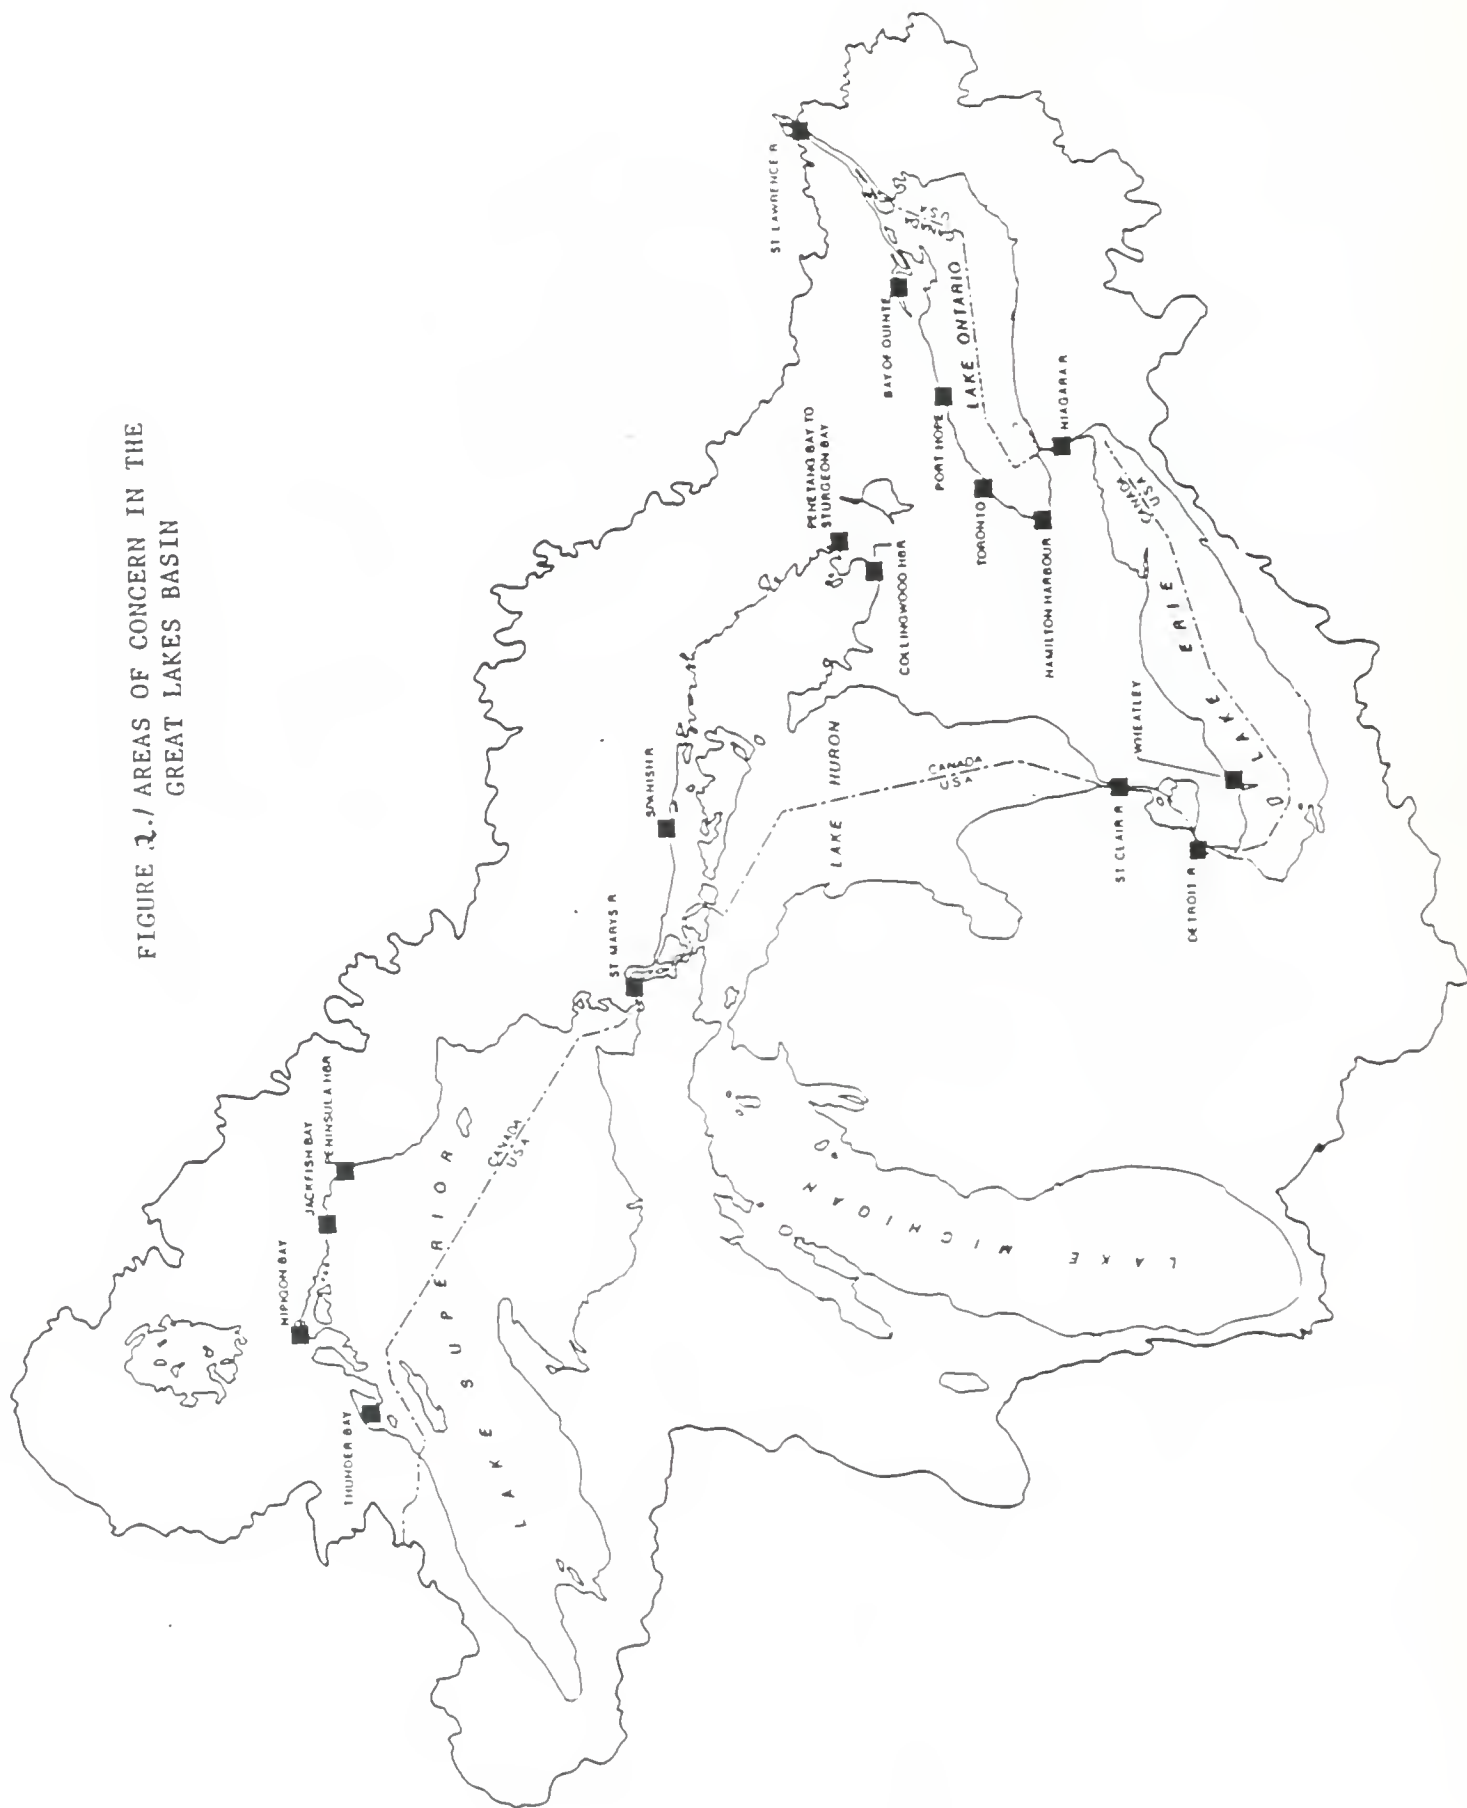 FIGURE 2.1 AREAS OF CONCERN IN THE
GREAT LAKES BASIN
NIPIGON BAY
JACKFISH BAY
PENINSULA HBR
THUNDER BAY
LAKE SUPERIOR
CANADA
USA
ST MARYS R
SPANISH R
PENETANG BAY TO
STURGEON BAY
COLLINGWOOD HBR
LAKE HURON
CANADA
USA
LAKE MICHIGAN
ST LAWRENCE R
BAY OF QUINTE
PORT HOPE
LAKE ONTARIO
TORONTO
HAMILTON HARBOUR
NIAGARA R
CANADA
USA
LAKE ERIE
WHEATLEY
ST CLAIR R
DETROIT R